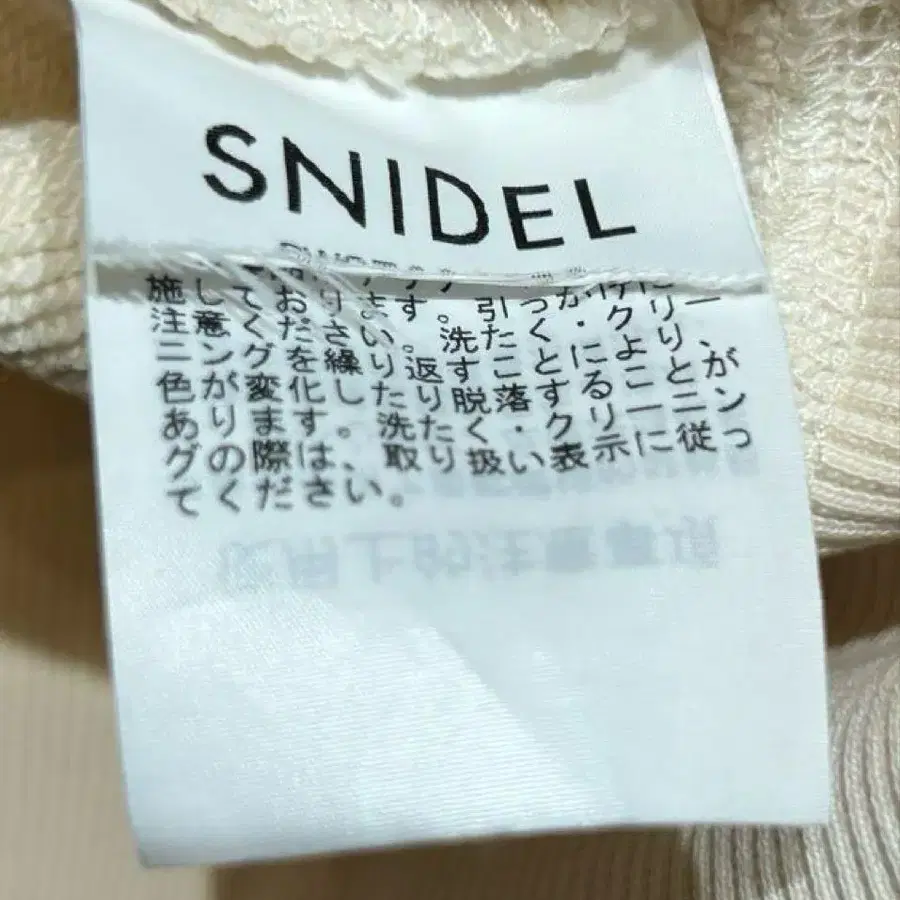 SNIDEL
施しております。引っかけに
注意ください。洗たく・クリー
ニングを繰り返すことにより、
色が変化したり脱落することが
あります。洗たく・クリーニン
グの際は、取り扱い表示に従っ
てください。